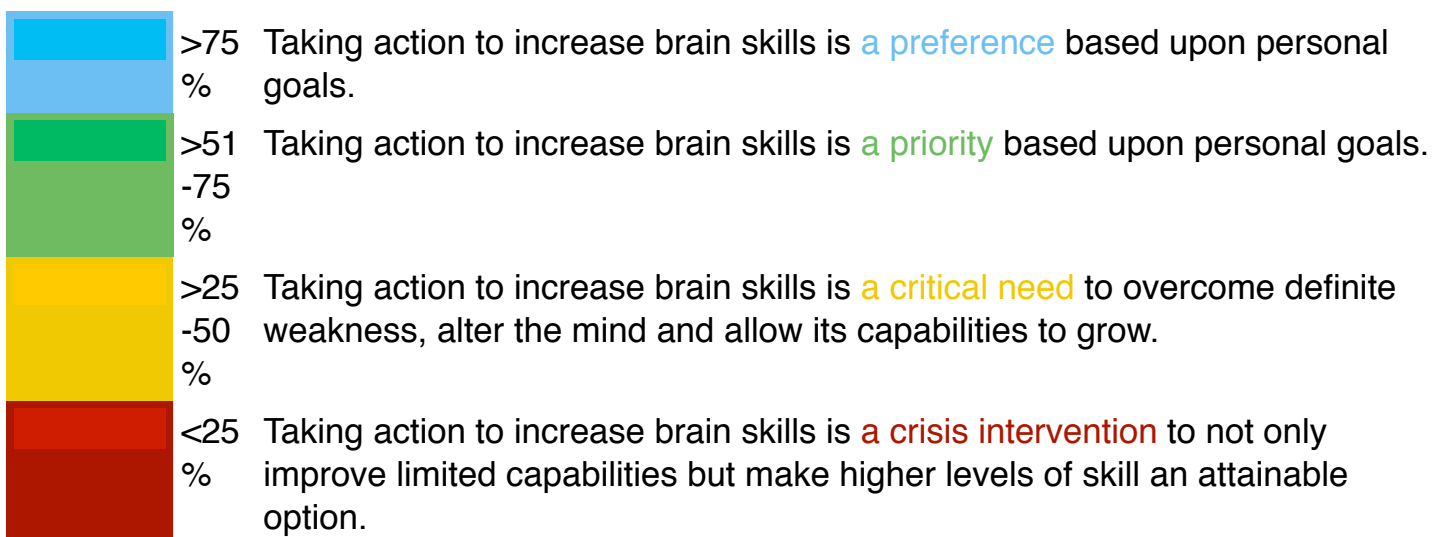 >75 Taking action to increase brain skills is a preference based upon personal
% goals.
>51 Taking action to increase brain skills is a priority based upon personal goals.
-75
%
>25 Taking action to increase brain skills is a critical need to overcome definite
-50 weakness, alter the mind and allow its capabilities to grow.
%
<25 Taking action to increase brain skills is a crisis intervention to not only
% improve limited capabilities but make higher levels of skill an attainable
option.